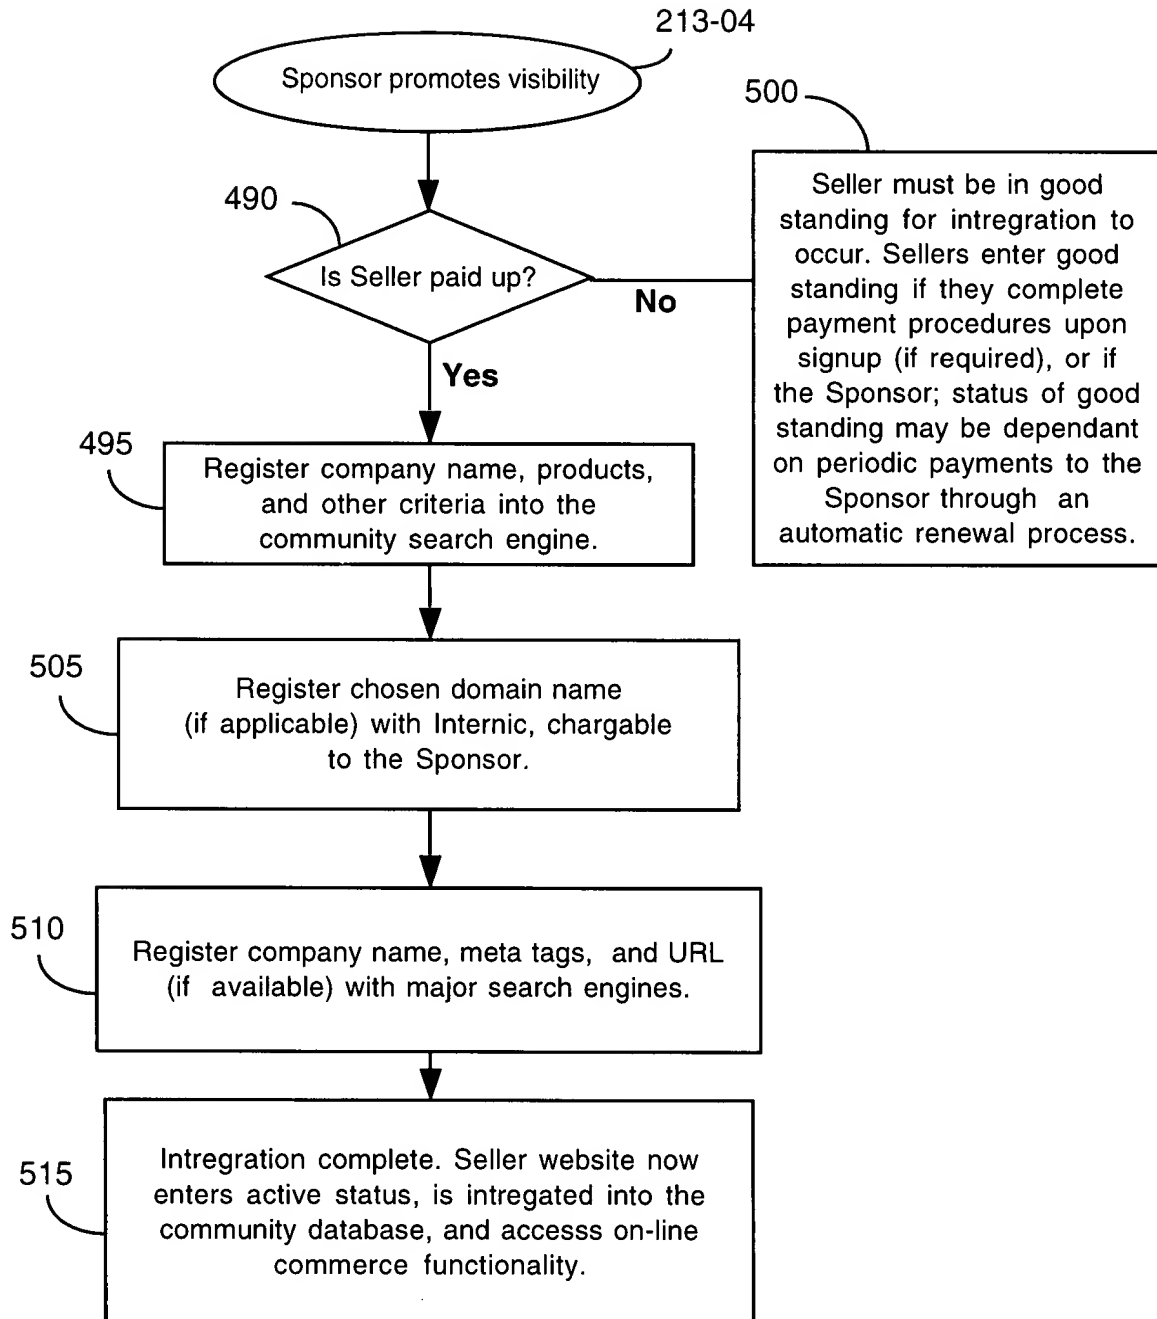 213-04
Sponsor promotes visibility
500
490
Is Seller paid up?
No
Yes
Seller must be in good
standing for intregration to
occur. Sellers enter good
standing if they complete
payment procedures upon
signup (if required), or if
the Sponsor; status of good
standing may be dependant
on periodic payments to the
Sponsor through an
automatic renewal process.
495
Register company name, products,
and other criteria into the
community search engine.
505
Register chosen domain name
(if applicable) with Internic, chargable
to the Sponsor.
510
Register company name, meta tags, and URL
(if available) with major search engines.
515
Intregration complete. Seller website now
enters active status, is intregated into the
community database, and accesss on-line
commerce functionality.